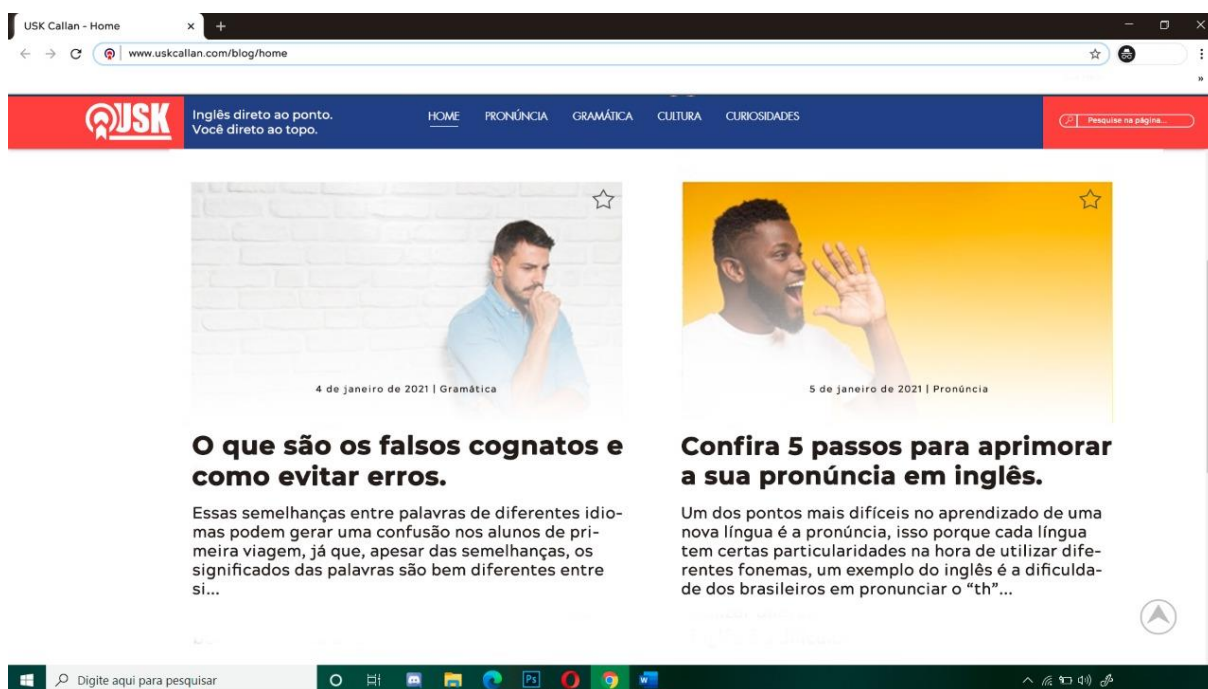 USK Callan - Home
www.uskcallan.com/blog/home
USK
Inglês direto ao ponto.
Você direto ao topo.
HOME PRONÚNCIA GRAMÁTICA CULTURA CURIOSIDADES
Pesquise na página...
4 de janeiro de 2021 | Gramática
O que são os falsos cognatos e
como evitar erros.
Essas semelhanças entre palavras de diferentes idio-
mas podem gerar uma confusão nos alunos de pri-
meira viagem, já que, apesar das semelhanças, os
significados das palavras são bem diferentes entre
si...
5 de janeiro de 2021 | Pronúncia
Confira 5 passos para aprimorar
a sua pronúncia em inglês.
Um dos pontos mais difíceis no aprendizado de uma
nova língua é a pronúncia, isso porque cada língua
tem certas particularidades na hora de utilizar dife-
rentes fonemas, um exemplo do inglês é a dificulda-
de dos brasileiros em pronunciar o “th”...
Digite aqui para pesquisar
Ps
W